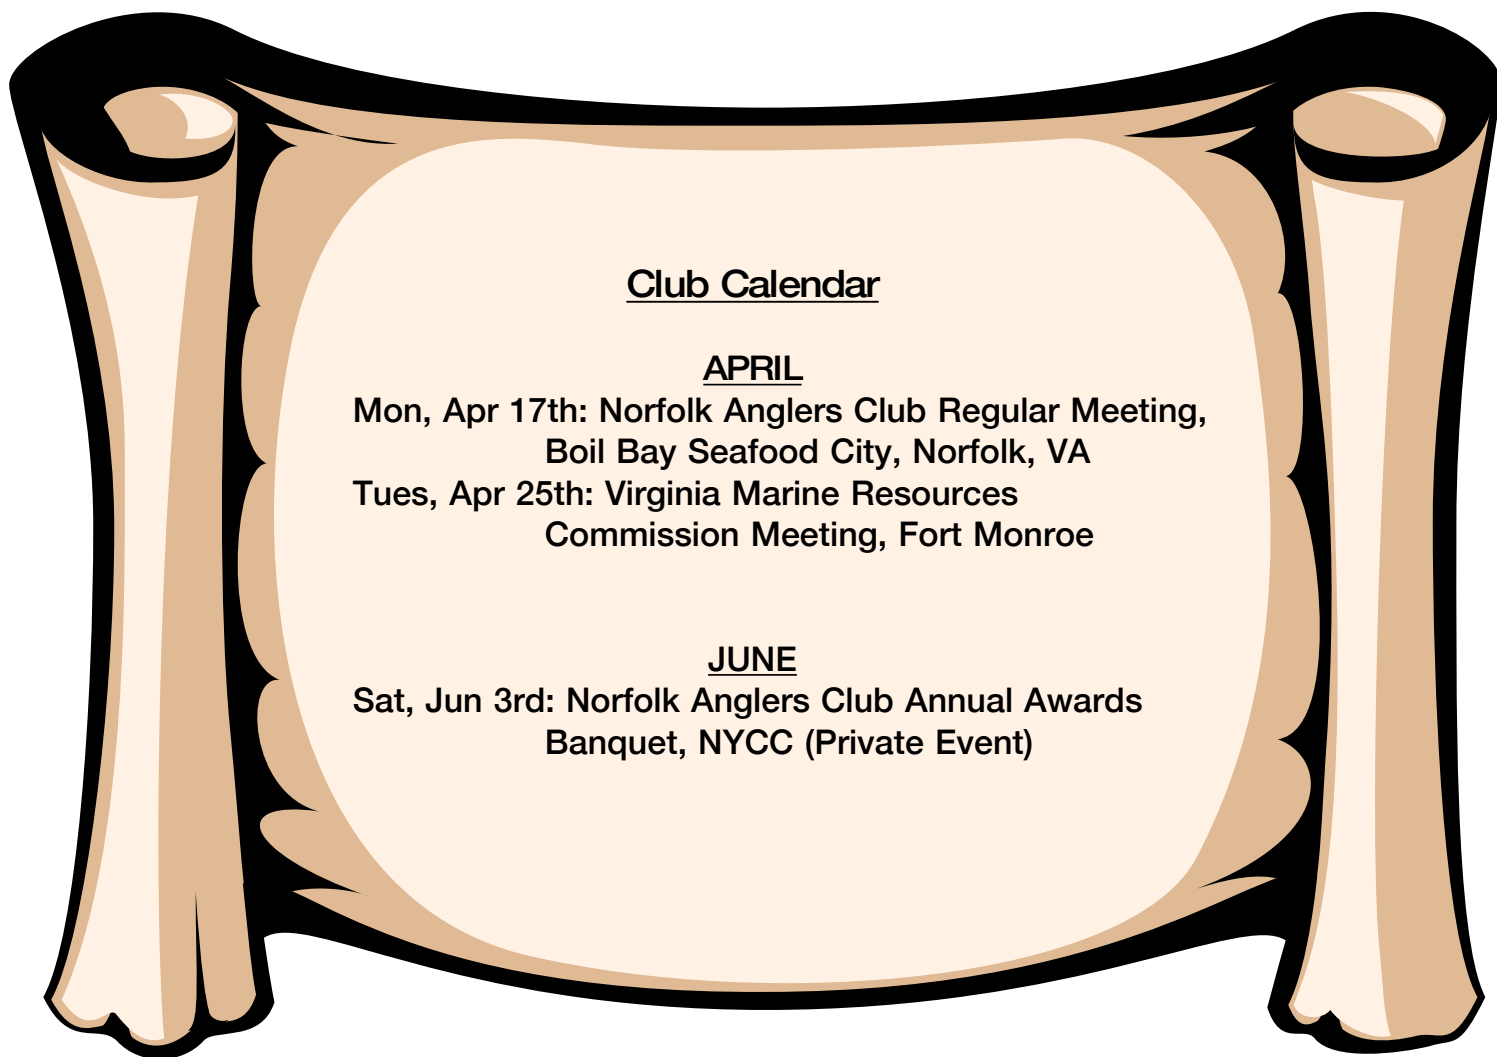 Club Calendar
APRIL
Mon, Apr 17th: Norfolk Anglers Club Regular Meeting,
Boil Bay Seafood City, Norfolk, VA
Tues, Apr 25th: Virginia Marine Resources
Commission Meeting, Fort Monroe
JUNE
Sat, Jun 3rd: Norfolk Anglers Club Annual Awards
Banquet, NYCC (Private Event)